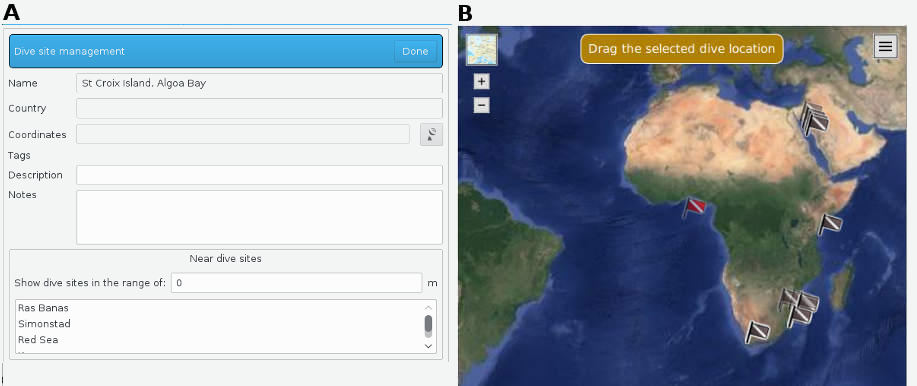 A
Dive site management
Done
Name
St Croix Island, Algoa Bay
Country
Coordinates
Tags
Description
Notes
Near dive sites
Show dive sites in the range of:
0
m
Ras Banas
Simonstad
Red Sea
B
+
−
Drag the selected dive location